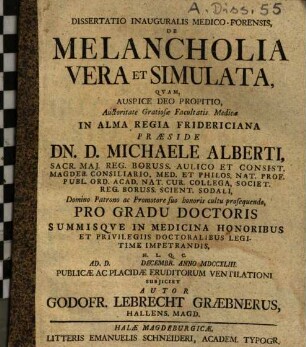 A. Diss. 55
DISSERTATIO INAUGURALIS MEDICO-FORENSIS,
DE
MELANCHOLIA
VERA ET SIMULATA,
QVAM,
AUSPICE DEO PROPITIO,
Auctoritate Gratiosæ Facultatis Medicæ
IN ALMA REGIA FRIDERICIANA
PRÆSIDE
DN. D. MICHAELE ALBERTI,
SACR. MAJ. REG. BORUSS. AULICO ET CONSIST.
MAGDEB CONSILIARIO, MED. ET PHILOS. NAT. PROF.
PUBL. ORD. ACAD. NAT. CUR. COLLEGA, SOCIET.
REG. BORUSS. SCIENT. SODALI,
Domino Patrono ac Promotore suo honoris cultu prosequendo,
PRO GRADU DOCTORIS
SUMMISQVE IN MEDICINA HONORIBUS
ET PRIVILEGIIS DOCTORALIBUS LEGI-
TIME IMPETRANDIS,
H. L. Q. C.
AD. D. DECEMBR. ANNO MDCCXLIII.
PUBLICÆ AC PLACIDÆ ERUDITORUM VENTILATIONI
SUBJICIET
AUTOR
GODOFR. LEBRECHT GRÆBNERUS,
HALLENS. MAGD.
HALÆ MAGDEBURGICÆ,
LITTERIS EMANUELIS SCHNEIDERI, ACADEM. TYPOGR.